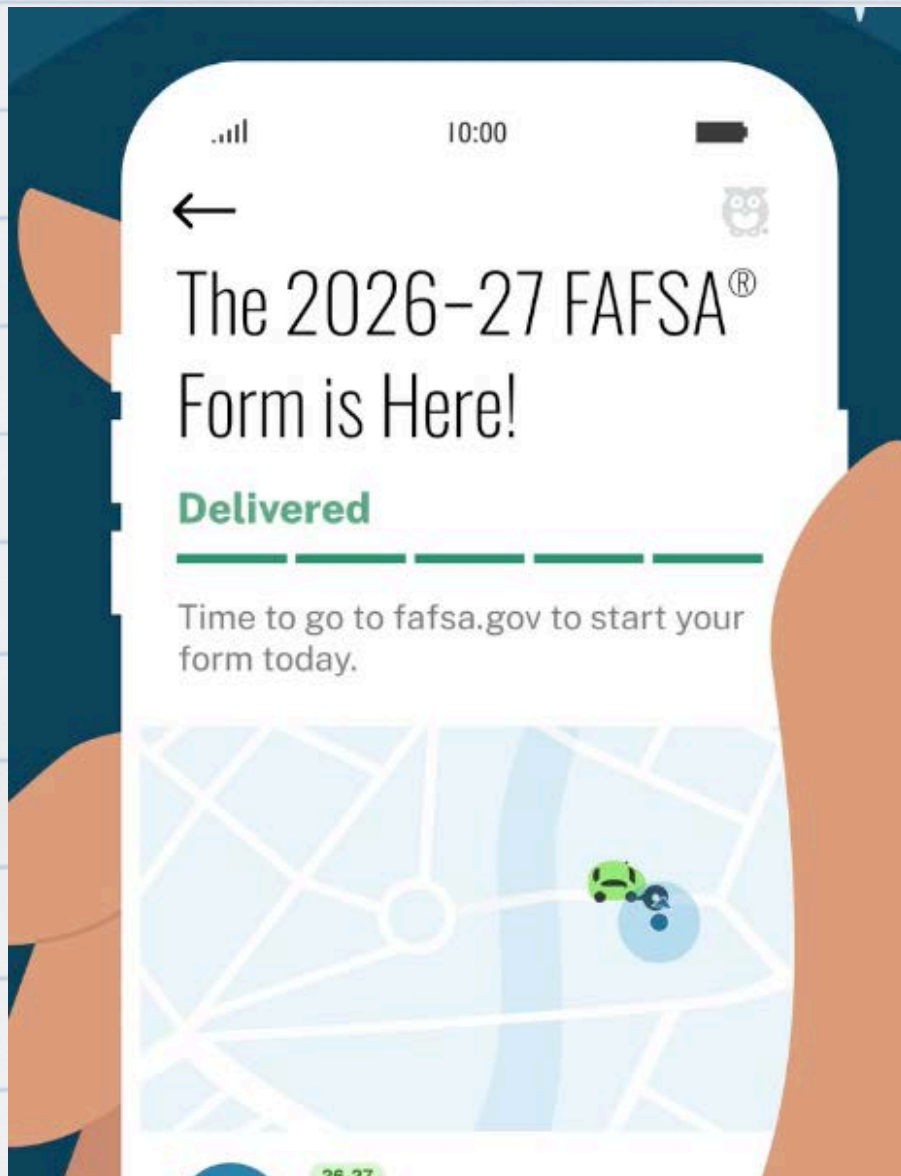 10:00
The 2026–27 FAFSA®
Form is Here!
Delivered
Time to go to fafsa.gov to start your
form today.
26-27